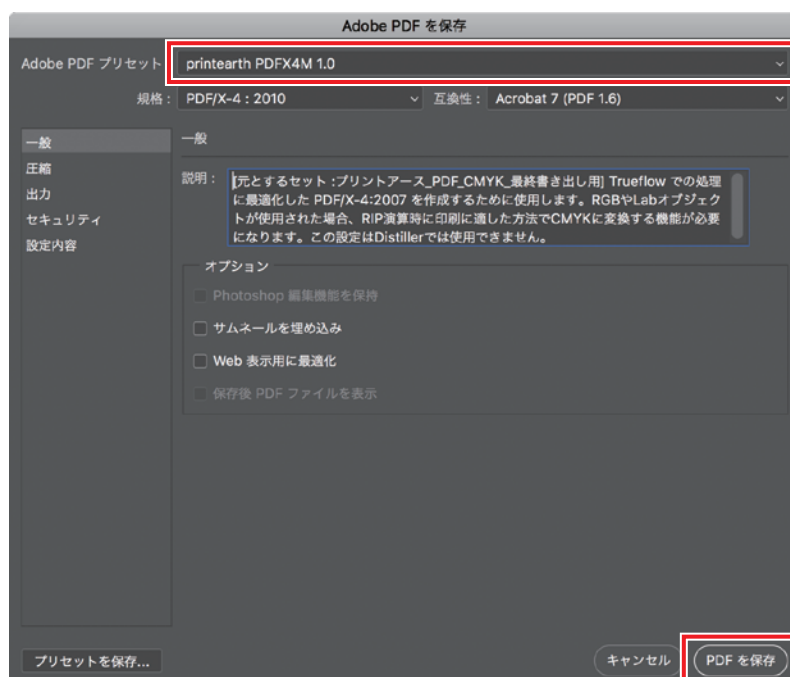 Adobe PDF を保存
Adobe PDF プリセット printearth PDFX4M 1.0
規格： PDF/X-4 : 2010 互換性： Acrobat 7 (PDF 1.6)
一般
圧縮
出力
セキュリティ
設定内容
一般
説明： [元とするセット :プリントアース_PDF_CMYK_最終書き出し用] Trueflow での処理
に最適化した PDF/X-4:2007 を作成するために使用します。RGBやLabオブジェク
トが使用された場合、RIP演算時に印刷に適した方法でCMYKに変換する機能が必要
になります。この設定はDistillerでは使用できません。
オプション
Photoshop 編集機能を保持
サムネールを埋め込み
Web 表示用に最適化
保存後 PDF ファイルを表示
プリセットを保存... キャンセル PDF を保存